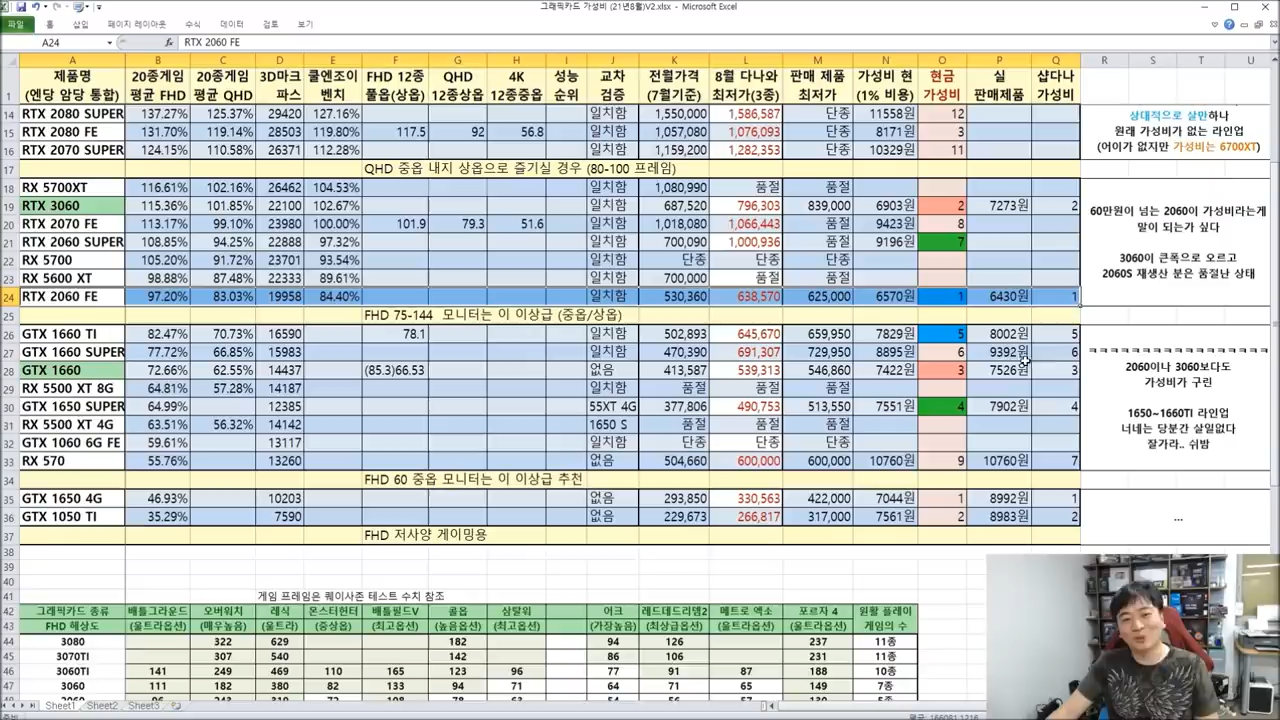 그래픽카드 가성비 (21년8월)V2.xlsx - Microsoft Excel
파일 홈 삽입 페이지 레이아웃 수식 데이터 검토 보기
A24 fx RTX 2060 FE
A B C D E F G H I J K L M N O P Q R S T U
제품명 20종게임 20종게임 3D마크 쿨엔조이 FHD 12종 QHD 4K 성능 교차 전월가격 8월 다나와 판매 제품 가성비 현 현금 실 샵다나
1 (엔당 암당 통합) 평균 FHD 평균 QHD 파스 벤치 풀옵(상옵) 12종상옵 12종중옵 순위 검증 (7월기준) 최저가(3종) 최저가 (1% 비용) 가성비 판매제품 가성비
14 RTX 2080 SUPER 137.27% 125.37% 29420 127.16% 일치함 1,550,000 1,586,587 단종 11558원 12
상대적으로 살만하나
15 RTX 2080 FE 131.70% 119.14% 28503 119.80% 117.5 92 56.8 일치함 1,057,080 1,076,093 단종 8171원 3
원래 가성비가 없는 라인업
16 RTX 2070 SUPER 124.15% 110.58% 26371 112.28% 일치함 1,159,200 1,282,353 단종 10329원 11
(어이가 없지만 가성비는 6700XT)
17 QHD 중옵 내지 상옵으로 즐기실 경우 (80-100 프레임)
18 RX 5700XT 116.61% 102.16% 26462 104.53% 일치함 1,080,990 품절 품절
19 RTX 3060 115.36% 101.85% 22100 102.67% 일치함 687,520 796,303 839,000 6903원 2 7273원 2
60만원이 넘는 2060이 가성비라는게
20 RTX 2070 FE 113.17% 99.10% 23980 100.00% 101.9 79.3 51.6 일치함 1,018,080 1,066,443 품절 9423원 8
말이 되는가 싶다
21 RTX 2060 SUPER 108.85% 94.25% 22888 97.32% 일치함 700,090 1,000,936 품절 9196원 7
22 RX 5700 105.20% 91.72% 23701 93.54% 일치함 단종 단종 단종
3060이 큰폭으로 오르고
23 RX 5600 XT 98.88% 87.48% 22333 89.61% 일치함 700,000 품절 품절
2060S 재생산 분은 품절난 상태
24 RTX 2060 FE 97.20% 83.03% 19958 84.40% 일치함 530,360 638,570 625,000 6570원 1 6430원 1
25 FHD 75-144 모니터는 이 이상급 (중옵/상옵)
26 GTX 1660 TI 82.47% 70.73% 16590 78.1 일치함 502,893 645,670 659,950 7829원 5 8002원 5
27 GTX 1660 SUPER 77.72% 66.85% 15983 일치함 470,390 691,307 729,950 8895원 6 9392원 6
28 GTX 1660 72.66% 62.55% 14437 (85.3)66.53 없음 413,587 539,313 546,860 7422원 3 7526원 3
2060이나 3060보다도
29 RX 5500 XT 8G 64.81% 57.28% 14187 일치함 품절 품절 품절
가성비가 구린
30 GTX 1650 SUPER 64.99% 12385 55XT 4G 377,806 490,753 513,550 7551원 4 7902원 4
1650~1660TI 라인업
31 RX 5500 XT 4G 63.51% 56.32% 14142 1650 S 품절 품절 품절
너네는 당분간 살일없다
32 GTX 1060 6G FE 59.61% 13117 일치함 단종 단종 단종
잘가라.. 쉬밤
33 RX 570 55.76% 13260 없음 504,660 600,000 600,000 10760원 9 10760원 7
34 FHD 60 중옵 모니터는 이 이상급 추천
35 GTX 1650 4G 46.93% 10203 없음 293,850 330,563 422,000 7044원 1 8992원 1
36 GTX 1050 TI 35.29% 7590 없음 229,673 266,817 317,000 7561원 2 8983원 2
...
37 FHD 저사양 게이밍용
38
39
40
41 게임 프레임은 퀘이사존 테스트 수치 참조
42 그래픽카드 종류 배틀그라운드 오버워치 레식 몬스터헌터 배틀필드V 콜옵 삼탈워 아크 레드데드리뎀2 메트로 엑소 포르자 4 원활 플레이
43 FHD 해상도 (울트라옵션) (매우높음) (울트라) (중상옵) (최고옵션) (높음옵션) (최고옵션) (가장높음) (최상급옵션) (울트라옵션) (울트라옵션) 게임의 수
44 3080 322 629 182 94 126 237 11종
45 3070TI 307 540 142 86 106 231 11종
46 3060TI 141 249 469 110 165 123 96 77 91 87 188 10종
47 3060 111 182 380 82 133 94 71 64 71 65 149 7종
Sheet1 Sheet2 Sheet3